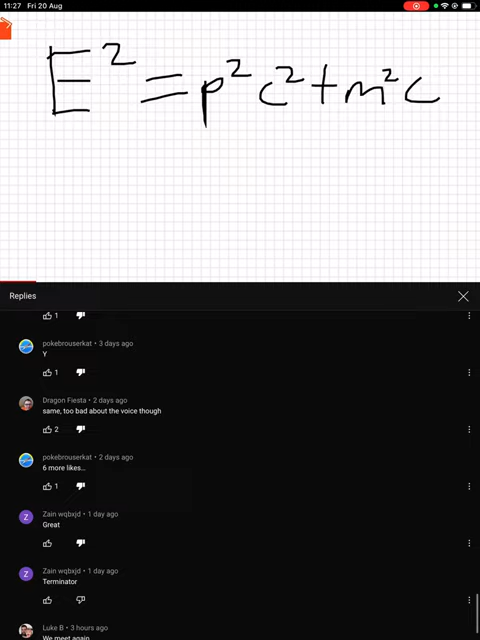 11:27 Fri 20 Aug
E² = p²c² + m²c
Replies
1
pokebrouserkat • 3 days ago
Y
1
Dragon Fiesta • 2 days ago
same, too bad about the voice though
2
pokebrouserkat • 2 days ago
6 more likes...
1
Z
Zain wqbxjd • 1 day ago
Great
Z
Zain wqbxjd • 1 day ago
Terminator
Luke B • 3 hours ago
We meet again